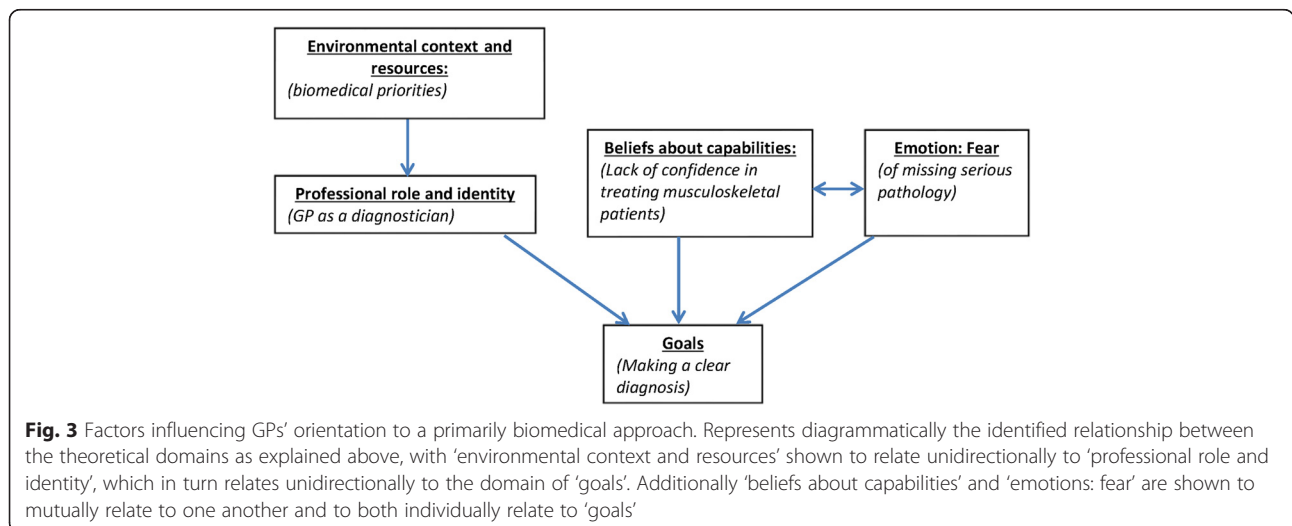 Environmental context and
resources:
(biomedical priorities)
Professional role and identity
(GP as a diagnostician)
Beliefs about capabilities:
(Lack of confidence in
treating musculoskeletal
patients)
Emotion: Fear
(of missing serious
pathology)
Goals
(Making a clear
diagnosis)
Fig. 3 Factors influencing GPs’ orientation to a primarily biomedical approach. Represents diagrammatically the identified relationship between
the theoretical domains as explained above, with ‘environmental context and resources’ shown to relate unidirectionally to ‘professional role and
identity’, which in turn relates unidirectionally to the domain of ‘goals’. Additionally ‘beliefs about capabilities’ and ‘emotions: fear’ are shown to
mutually relate to one another and to both individually relate to ‘goals’